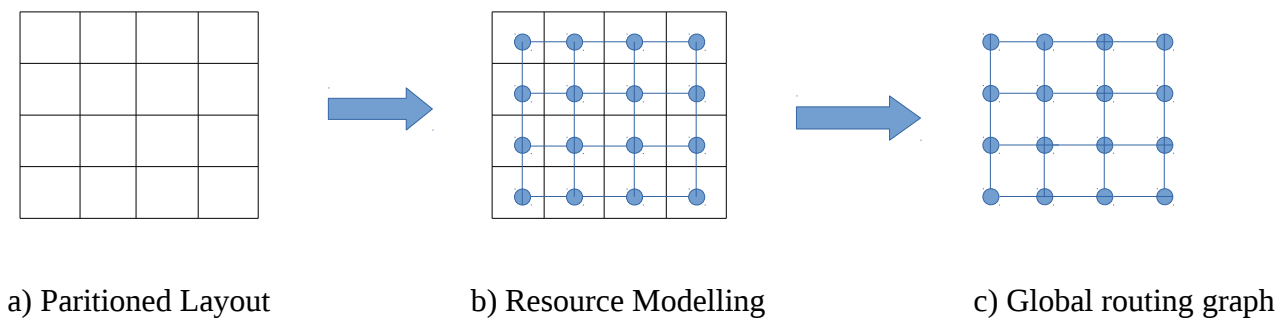 a) Paritioned Layout
b) Resource Modelling
c) Global routing graph